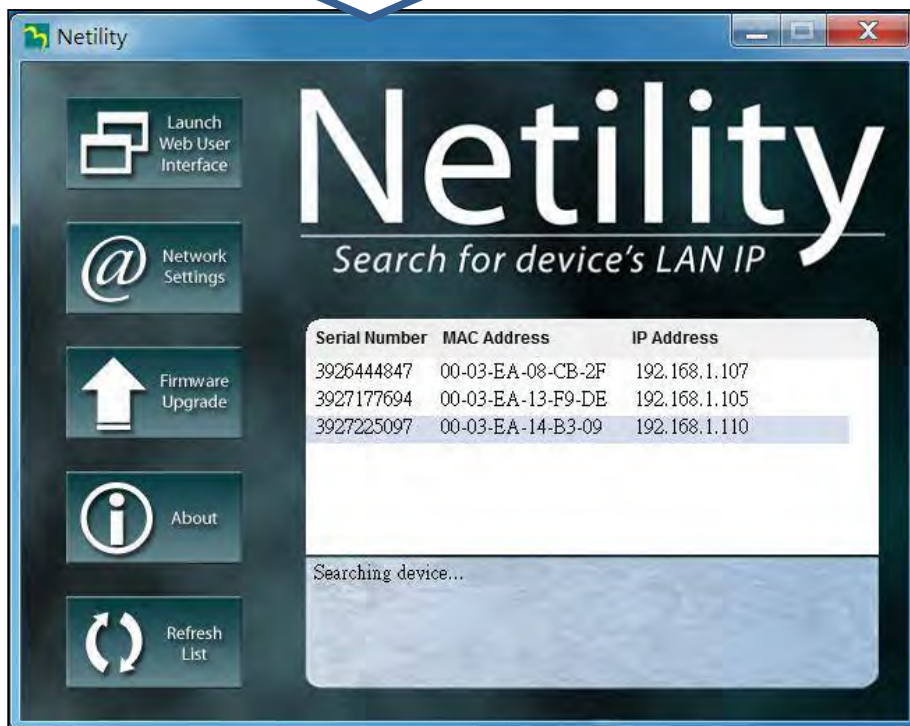 Netility
Launch
Web User
Interface
Network
Settings
Firmware
Upgrade
About
Refresh
List
Netility
Search for device's LAN IP
Serial Number MAC Address IP Address
3926444847 00-03-EA-08-CB-2F 192.168.1.107
3927177694 00-03-EA-13-F9-DE 192.168.1.105
3927225097 00-03-EA-14-B3-09 192.168.1.110
Searching device...